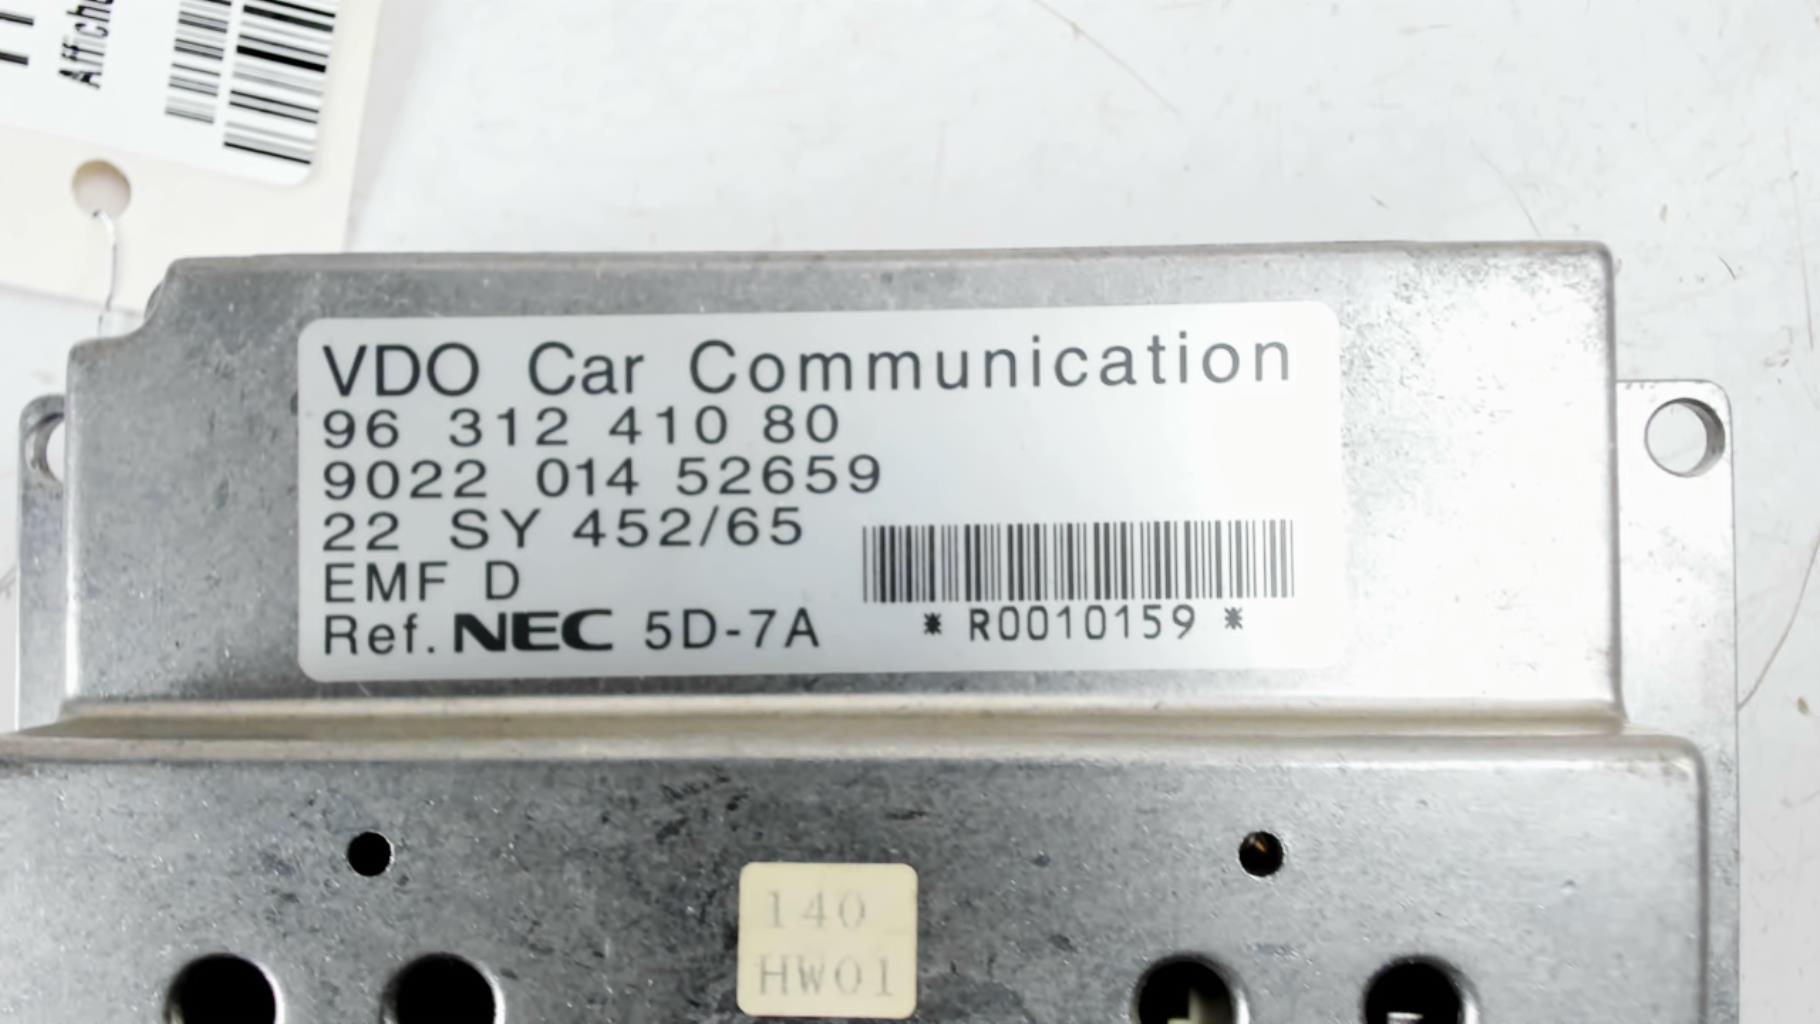 VDO Car Communication
96 312 410 80
9022 014 52659
22 SY 452/65
EMF D
Ref. NEC 5D-7A
* R0010159 *
140
HW01